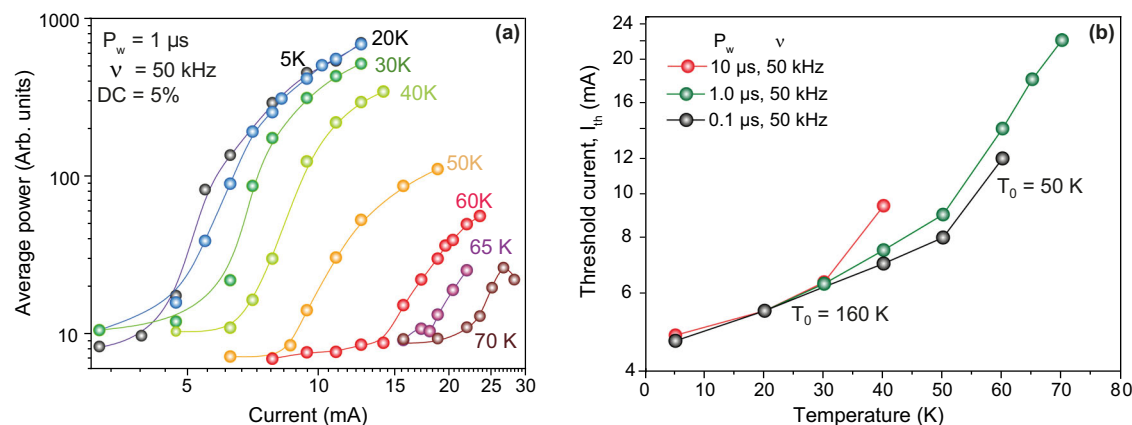 (a)
P_w = 1 µs
ν = 50 kHz
DC = 5%
5K
20K
30K
40K
50K
60K
65 K
70 K
1000
100
10
Average power (Arb. units)
5
10
15
20
25
30
Current (mA)
(b)
P_w ν
10 µs, 50 kHz
1.0 µs, 50 kHz
0.1 µs, 50 kHz
T_0 = 50 K
T_0 = 160 K
22
20
18
16
14
12
10
8
6
4
Threshold curent, I_th (mA)
0 10 20 30 40 50 60 70 80
Temperature (K)